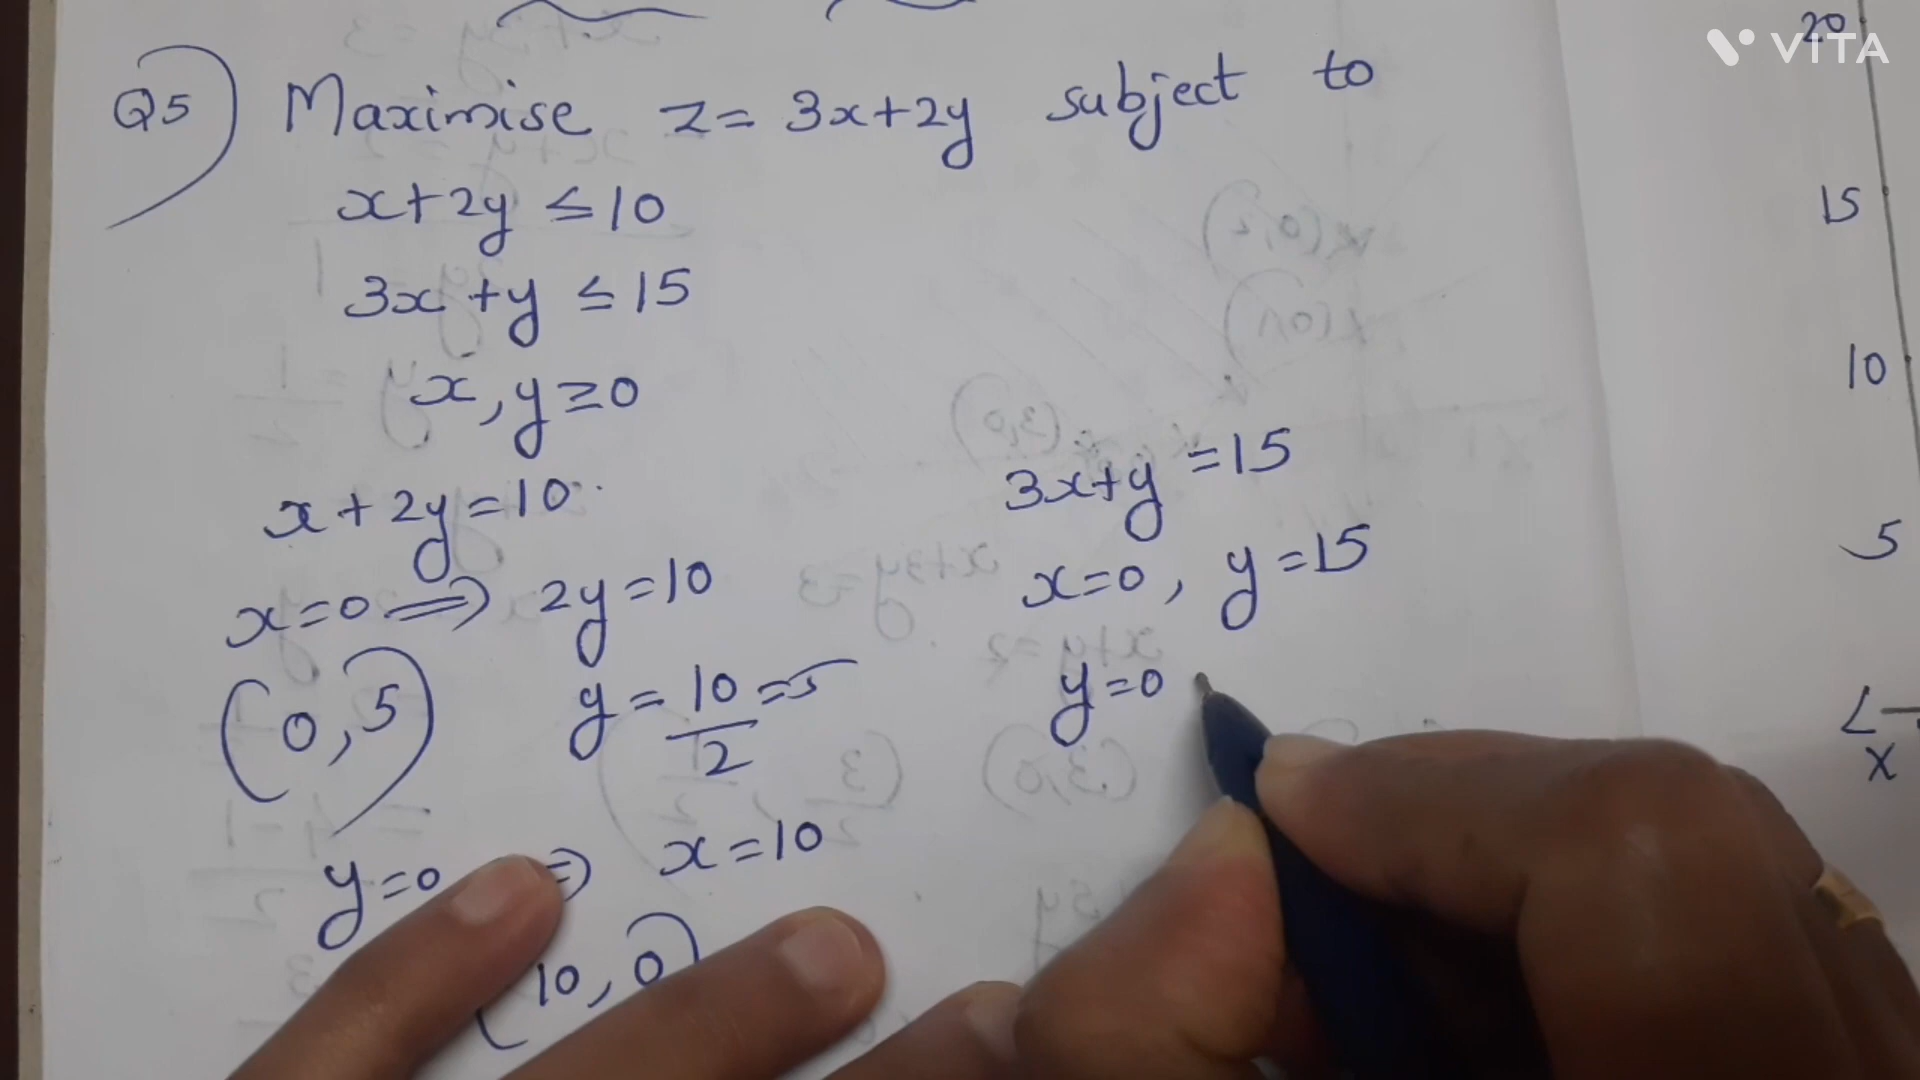 Q5) Maximise z = 3x+2y subject to
x+2y ≤ 10
3x+y ≤ 15
x, y ≥ 0
x + 2y = 10
x=0 ⟹ 2y = 10
(0, 5) y = 10/2 = 5
y=0 ⟹ x = 10
(10, 0)
3x+y = 15
x=0, y = 15
y=0
20
15
10
5
x
VITA